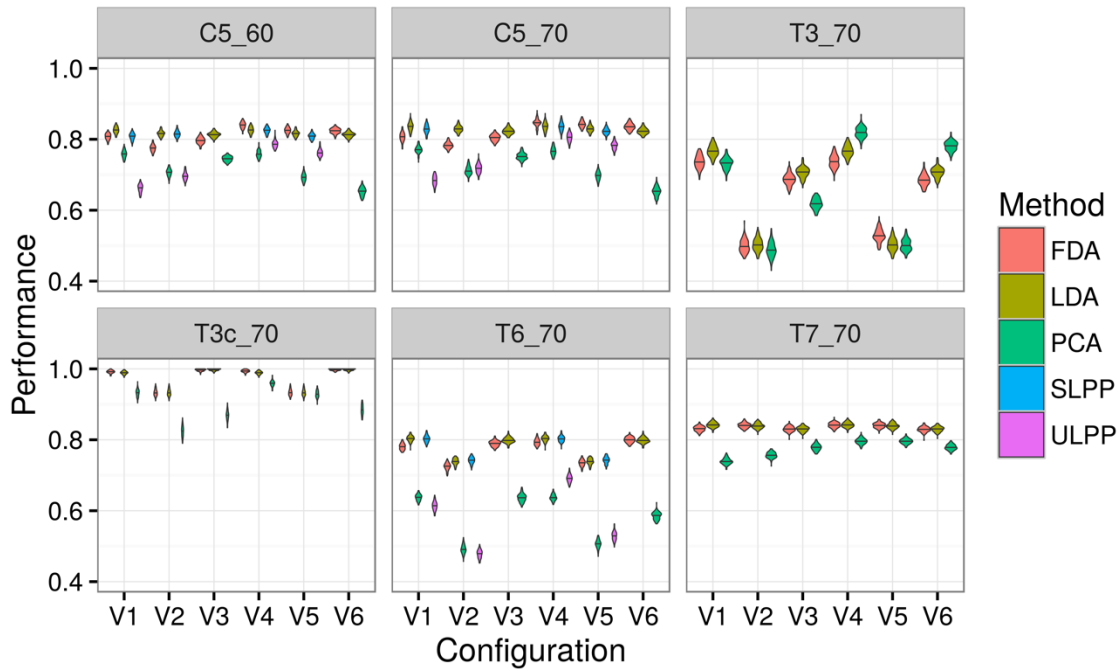 C5_60 C5_70 T3_70
1.0
0.8
0.6
0.4
T3c_70 T6_70 T7_70
1.0
0.8
0.6
0.4
Performance
V1 V2 V3 V4 V5 V6 V1 V2 V3 V4 V5 V6 V1 V2 V3 V4 V5 V6
Configuration
Method
FDA
LDA
PCA
SLPP
ULPP